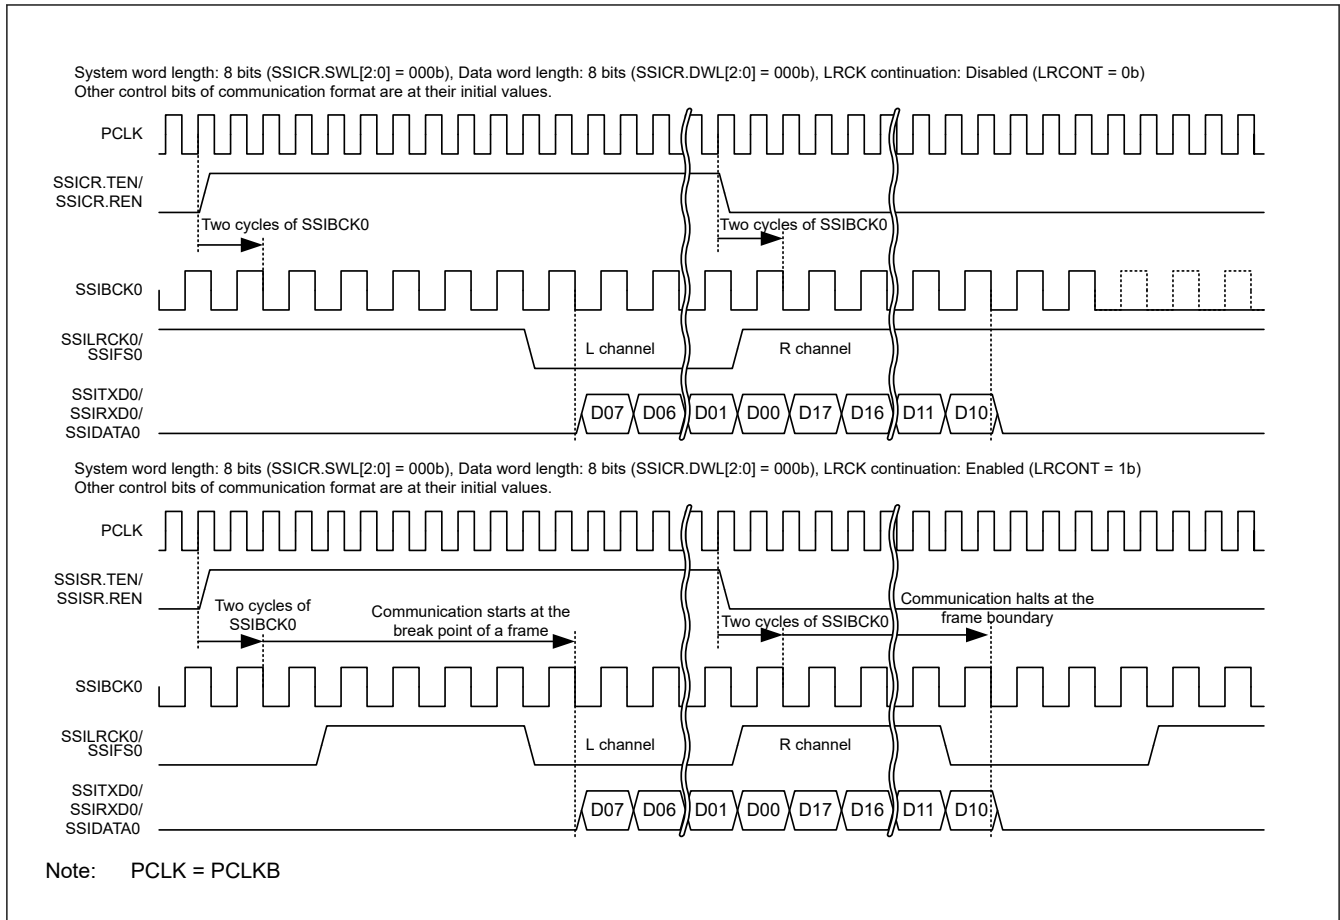 System word length: 8 bits (SSICR.SWL[2:0] = 000b), Data word length: 8 bits (SSICR.DWL[2:0] = 000b), LRCK continuation: Disabled (LRCONT = 0b)
Other control bits of communication format are at their initial values.
PCLK
SSICR.TEN/
SSICR.REN
Two cycles of SSIBCK0
Two cycles of SSIBCK0
SSIBCK0
SSILRCK0/
SSIFS0
L channel
R channel
SSITXD0/
SSIRXD0/
SSIDATA0
D07 D06 D01 D00 D17 D16 D11 D10
System word length: 8 bits (SSICR.SWL[2:0] = 000b), Data word length: 8 bits (SSICR.DWL[2:0] = 000b), LRCK continuation: Enabled (LRCONT = 1b)
Other control bits of communication format are at their initial values.
PCLK
SSISR.TEN/
SSISR.REN
Two cycles of
SSIBCK0
Communication starts at the
break point of a frame
Two cycles of SSIBCK0
Communication halts at the
frame boundary
SSIBCK0
SSILRCK0/
SSIFS0
L channel
R channel
SSITXD0/
SSIRXD0/
SSIDATA0
D07 D06 D01 D00 D17 D16 D11 D10
Note: PCLK = PCLKB